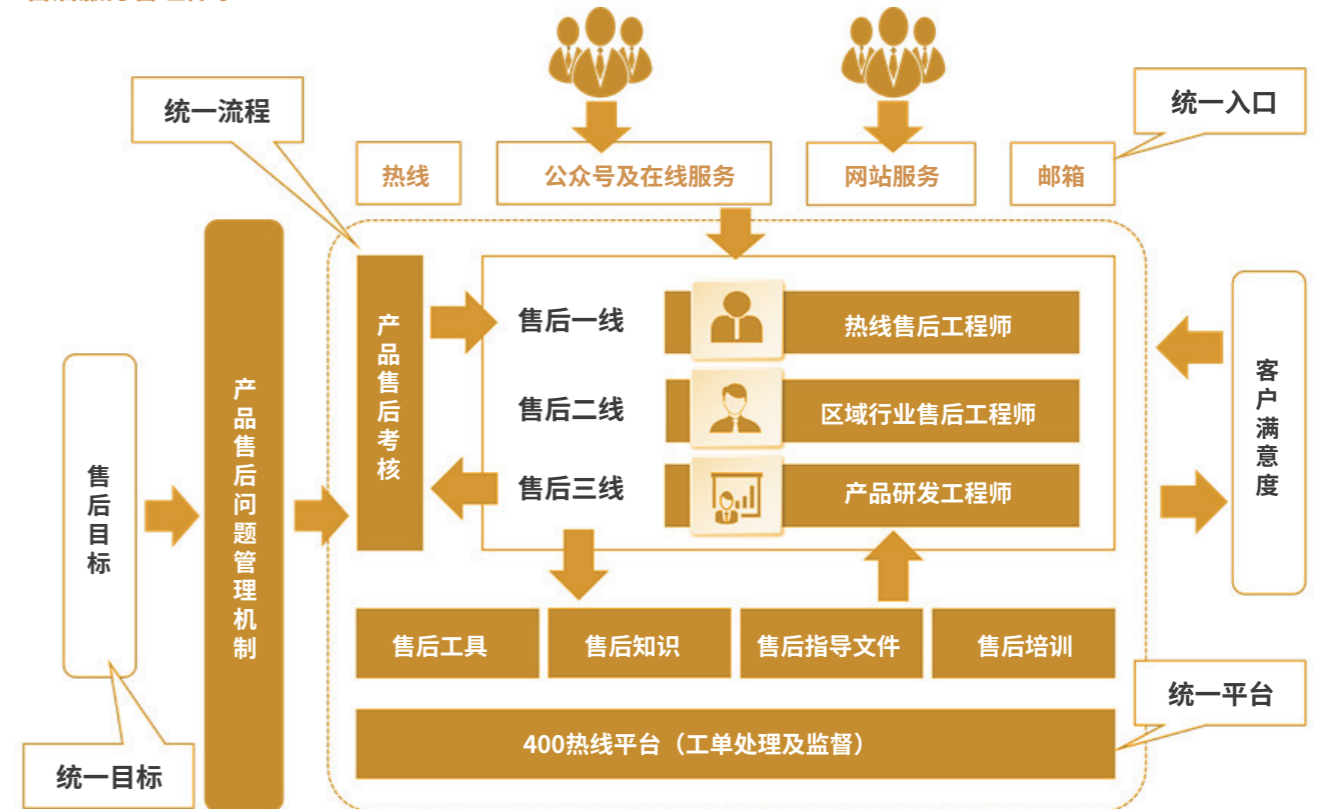 统一流程
统一入口
热线
公众号及在线服务
网站服务
邮箱
产品售后考核
售后一线
热线售后工程师
售后二线
区域行业售后工程师
售后三线
产品研发工程师
客户满意度
售后目标
产品售后问题管理机制
售后工具
售后知识
售后指导文件
售后培训
统一平台
400热线平台（工单处理及监督）
统一目标